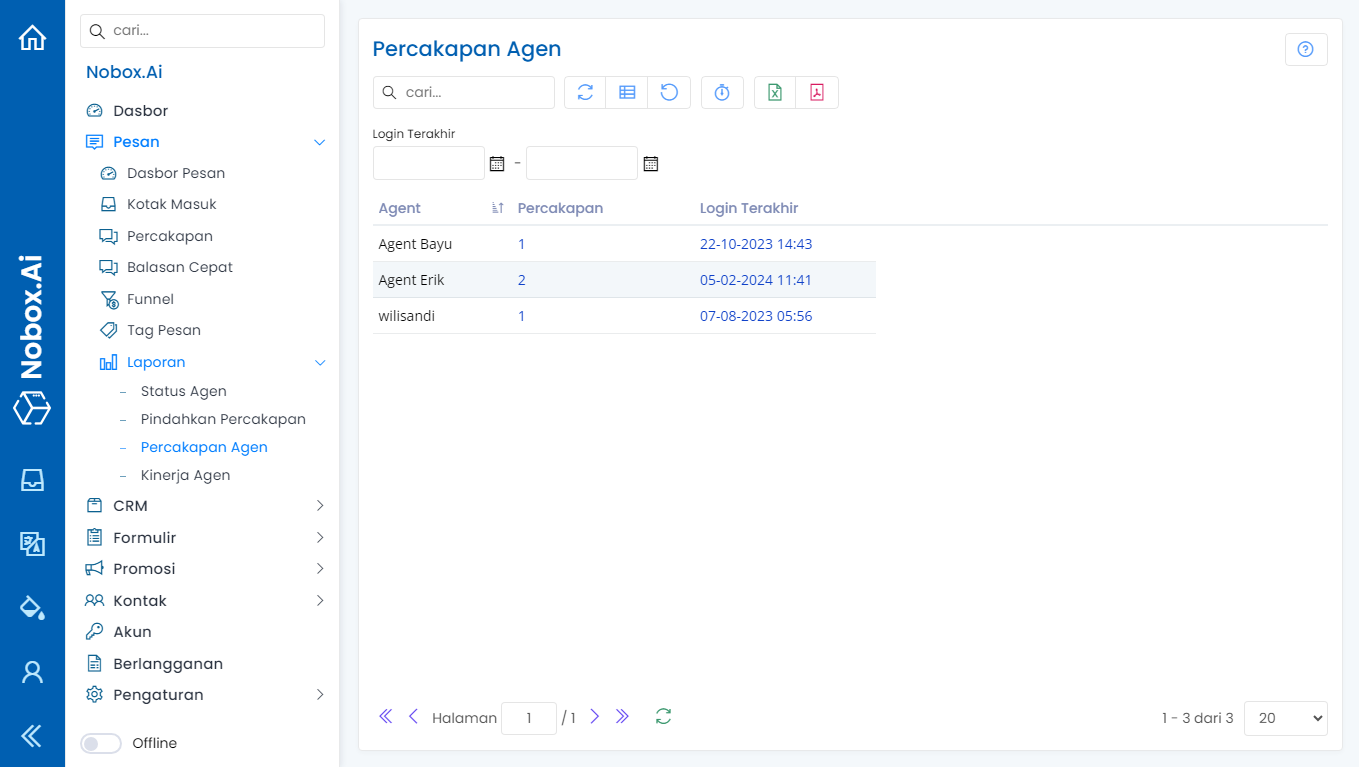 Nobox.Ai
cari...
Nobox.Ai
Dasbor
Pesan
Dasbor Pesan
Kotak Masuk
Percakapan
Balasan Cepat
Funnel
Tag Pesan
Laporan
– Status Agen
– Pindahkan Percakapan
– Percakapan Agen
– Kinerja Agen
CRM
Formulir
Promosi
Kontak
Akun
Berlangganan
Pengaturan
Offline
Percakapan Agen
cari...
Login Terakhir
-
Agent Percakapan Login Terakhir
Agent Bayu 1 22-10-2023 14:43
Agent Erik 2 05-02-2024 11:41
wilisandi 1 07-08-2023 05:56
Halaman 1 / 1
1 - 3 dari 3 20